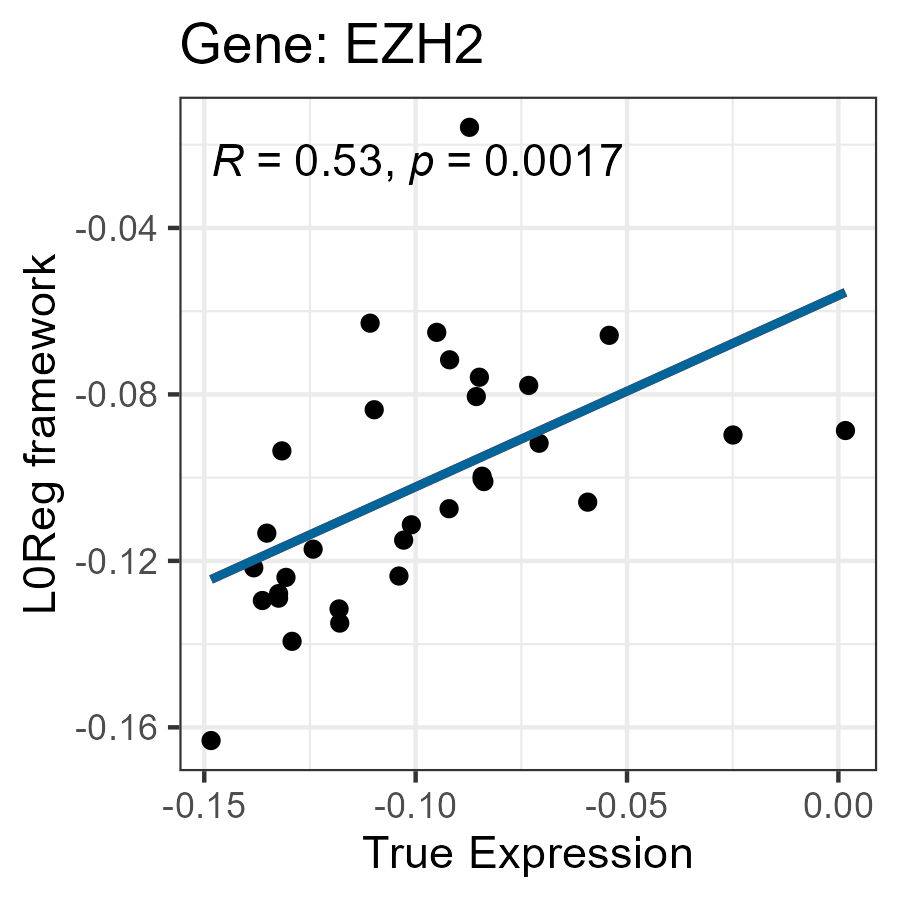 Gene: EZH2
R = 0.53, p = 0.0017
-0.04
-0.08
-0.12
-0.16
L0Reg framework
-0.15
-0.10
-0.05
0.00
True Expression